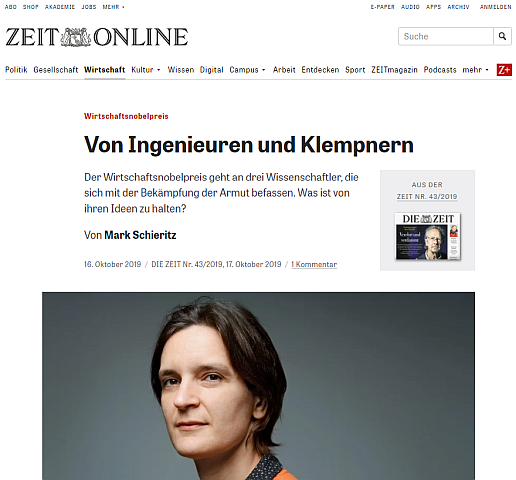 ABO SHOP AKADEMIE JOBS MEHR
E-PAPER AUDIO APPS ARCHIV ANMELDEN
ZEIT ONLINE
Suche
Politik Gesellschaft Wirtschaft Kultur Wissen Digital Campus Arbeit Entdecken Sport ZEITmagazin Podcasts mehr Z+
Wirtschaftsnobelpreis
Von Ingenieuren und Klempnern
Der Wirtschaftsnobelpreis geht an drei Wissenschaftler, die
sich mit der Bekämpfung der Armut befassen. Was ist von
ihren Ideen zu halten?
Von Mark Schieritz
16. Oktober 2019 / DIE ZEIT Nr. 43/2019, 17. Oktober 2019 / 1 Kommentar
AUS DER
ZEIT NR. 43/2019
DIE ZEIT